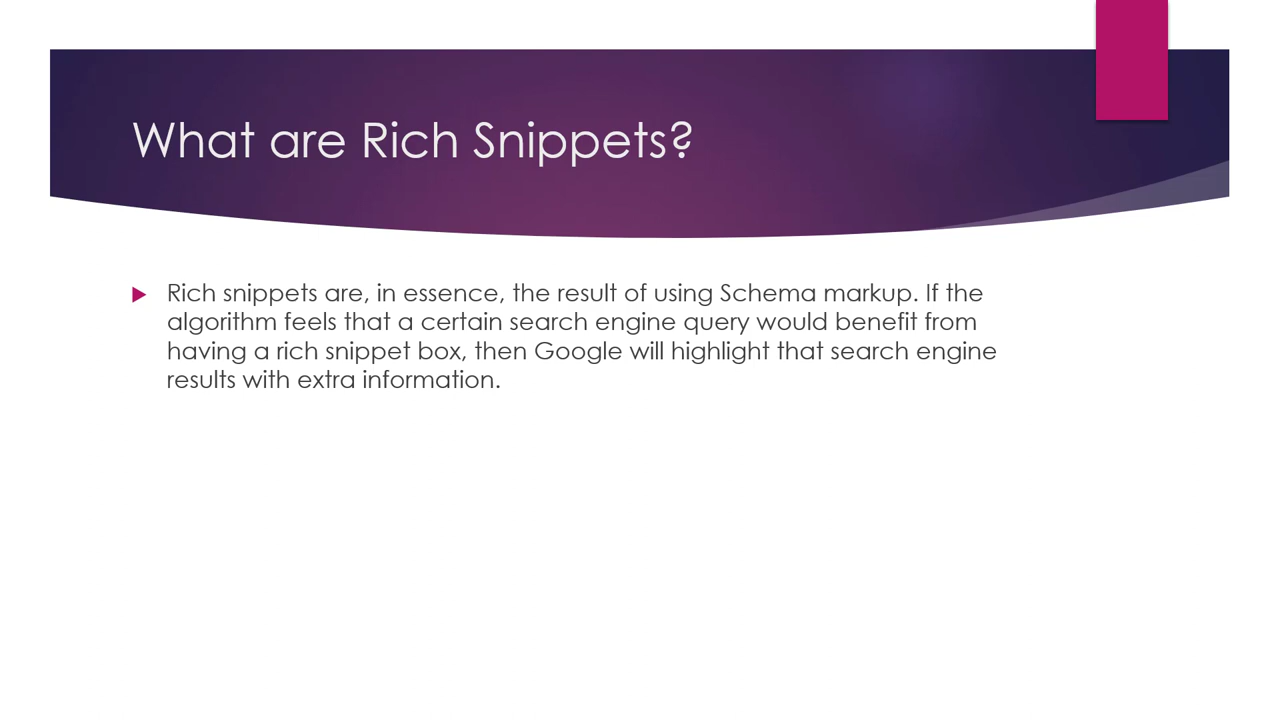 What are Rich Snippets?
Rich snippets are, in essence, the result of using Schema markup. If the
algorithm feels that a certain search engine query would benefit from
having a rich snippet box, then Google will highlight that search engine
results with extra information.